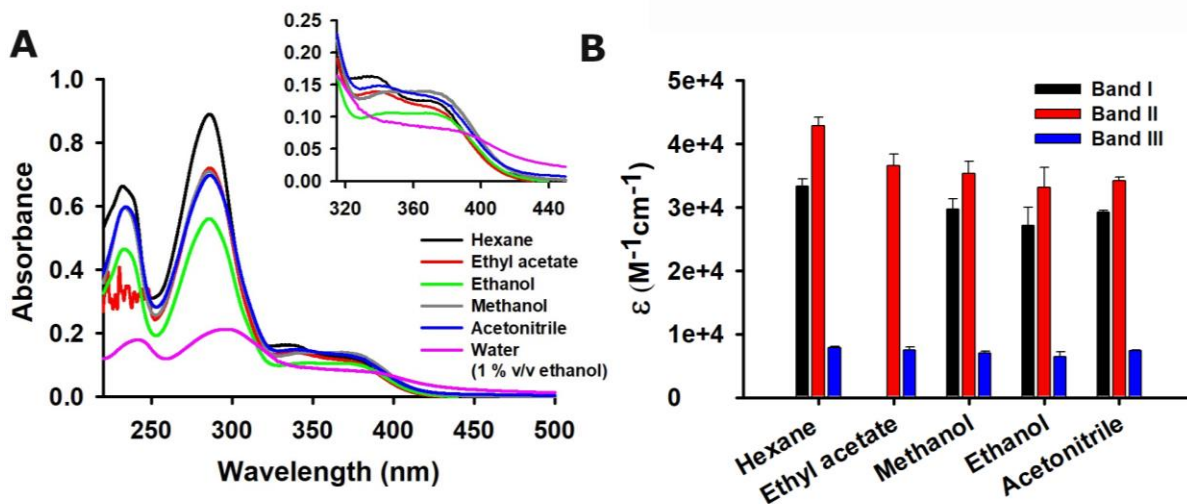 A
Absorbance
1.0
0.8
0.6
0.4
0.2
0.0
250
300
350
400
450
500
Wavelength (nm)
0.25
0.20
0.15
0.10
0.05
0.00
320
360
400
440
Hexane
Ethyl acetate
Ethanol
Methanol
Acetonitrile
Water
(1 % v/v ethanol)
B
ε (M⁻¹cm⁻¹)
5e+4
4e+4
3e+4
2e+4
1e+4
0
Band I
Band II
Band III
Hexane
Ethyl acetate
Methanol
Ethanol
Acetonitrile